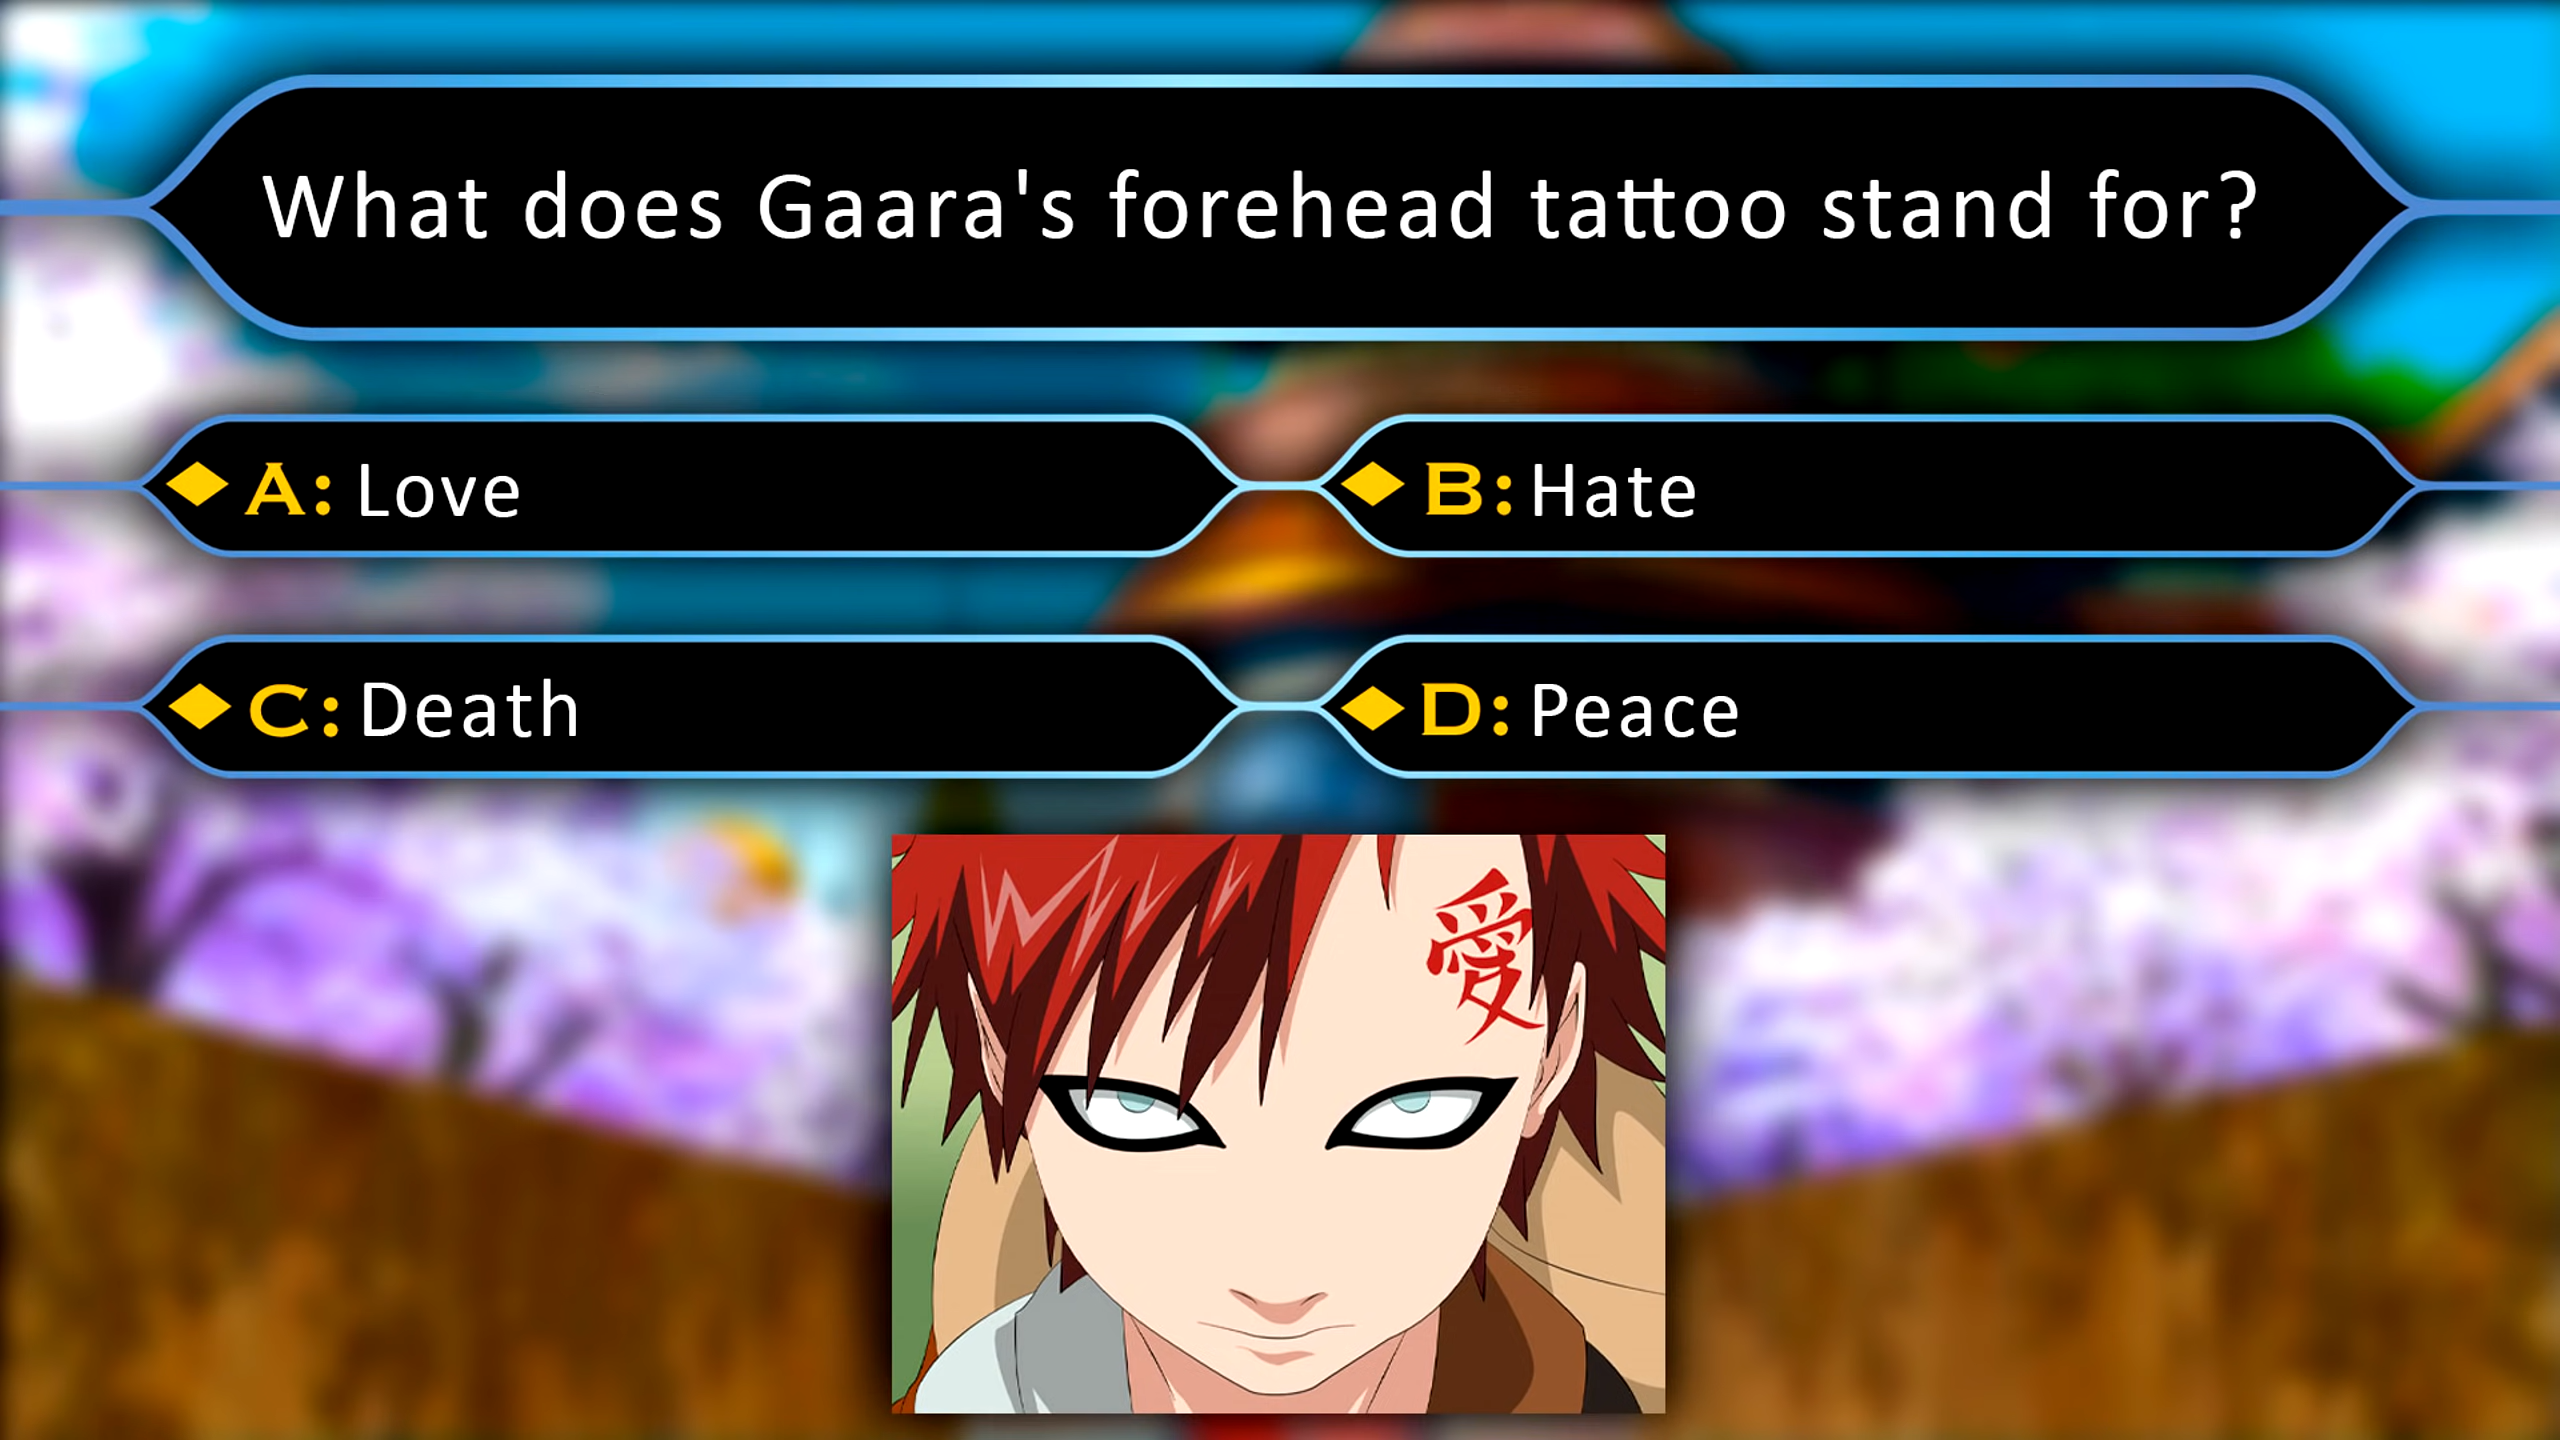 What does Gaara's forehead tattoo stand for?
A: Love
B: Hate
C: Death
D: Peace
愛